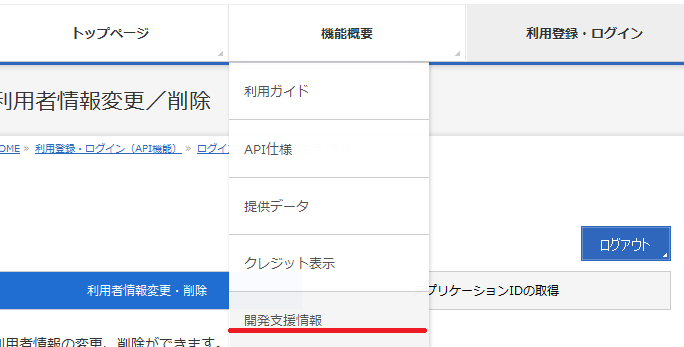 トップページ
機能概要
利用登録・ログイン
利用ガイド
利用者情報変更／削除
API仕様
OME » 利用登録・ログイン（API機能） » ログイ
提供データ
ログアウト
クレジット表示
利用者情報変更・削除
プリケーションIDの取得
開発支援情報
利用者情報の変更、削除ができます。